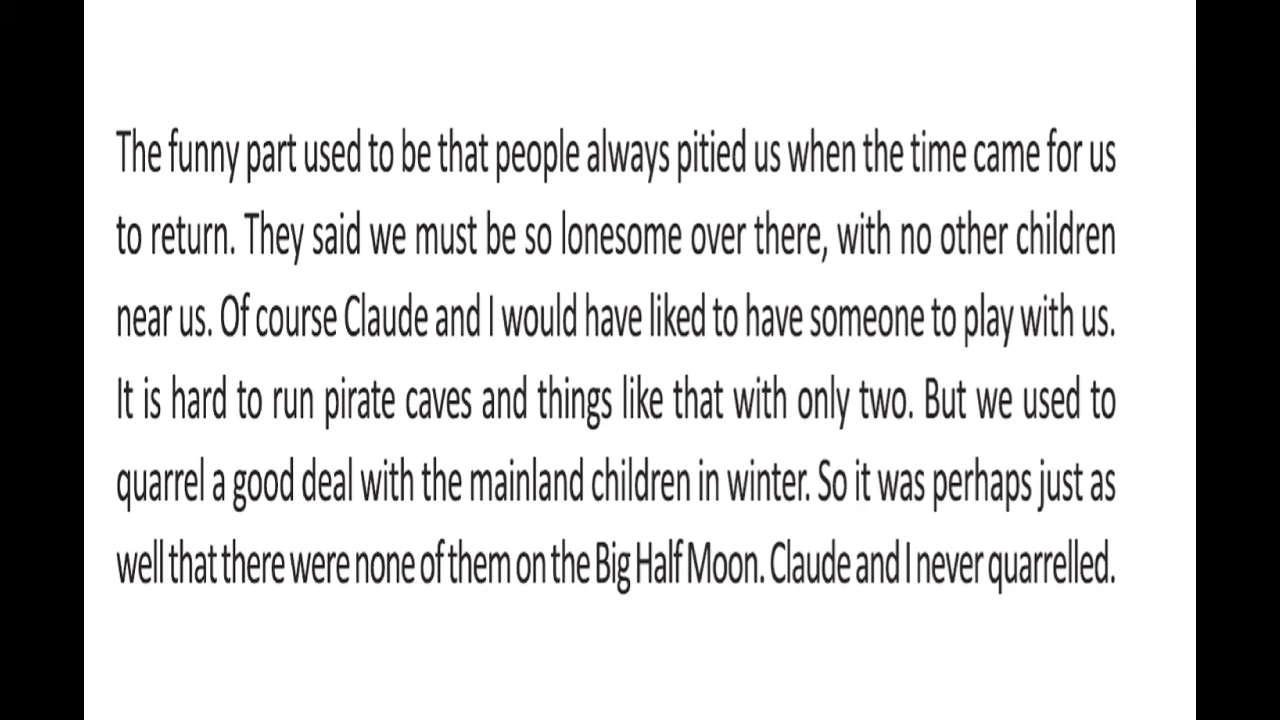 The funny part used to be that people always pitied us when the time came for us
to return. They said we must be so lonesome over there, with no other children
near us. Of course Claude and I would have liked to have someone to play with us.
It is hard to run pirate caves and things like that with only two. But we used to
quarrel a good deal with the mainland children in winter. So it was perhaps just as
well that there were none of them on the Big Half Moon. Claude and I never quarrelled.